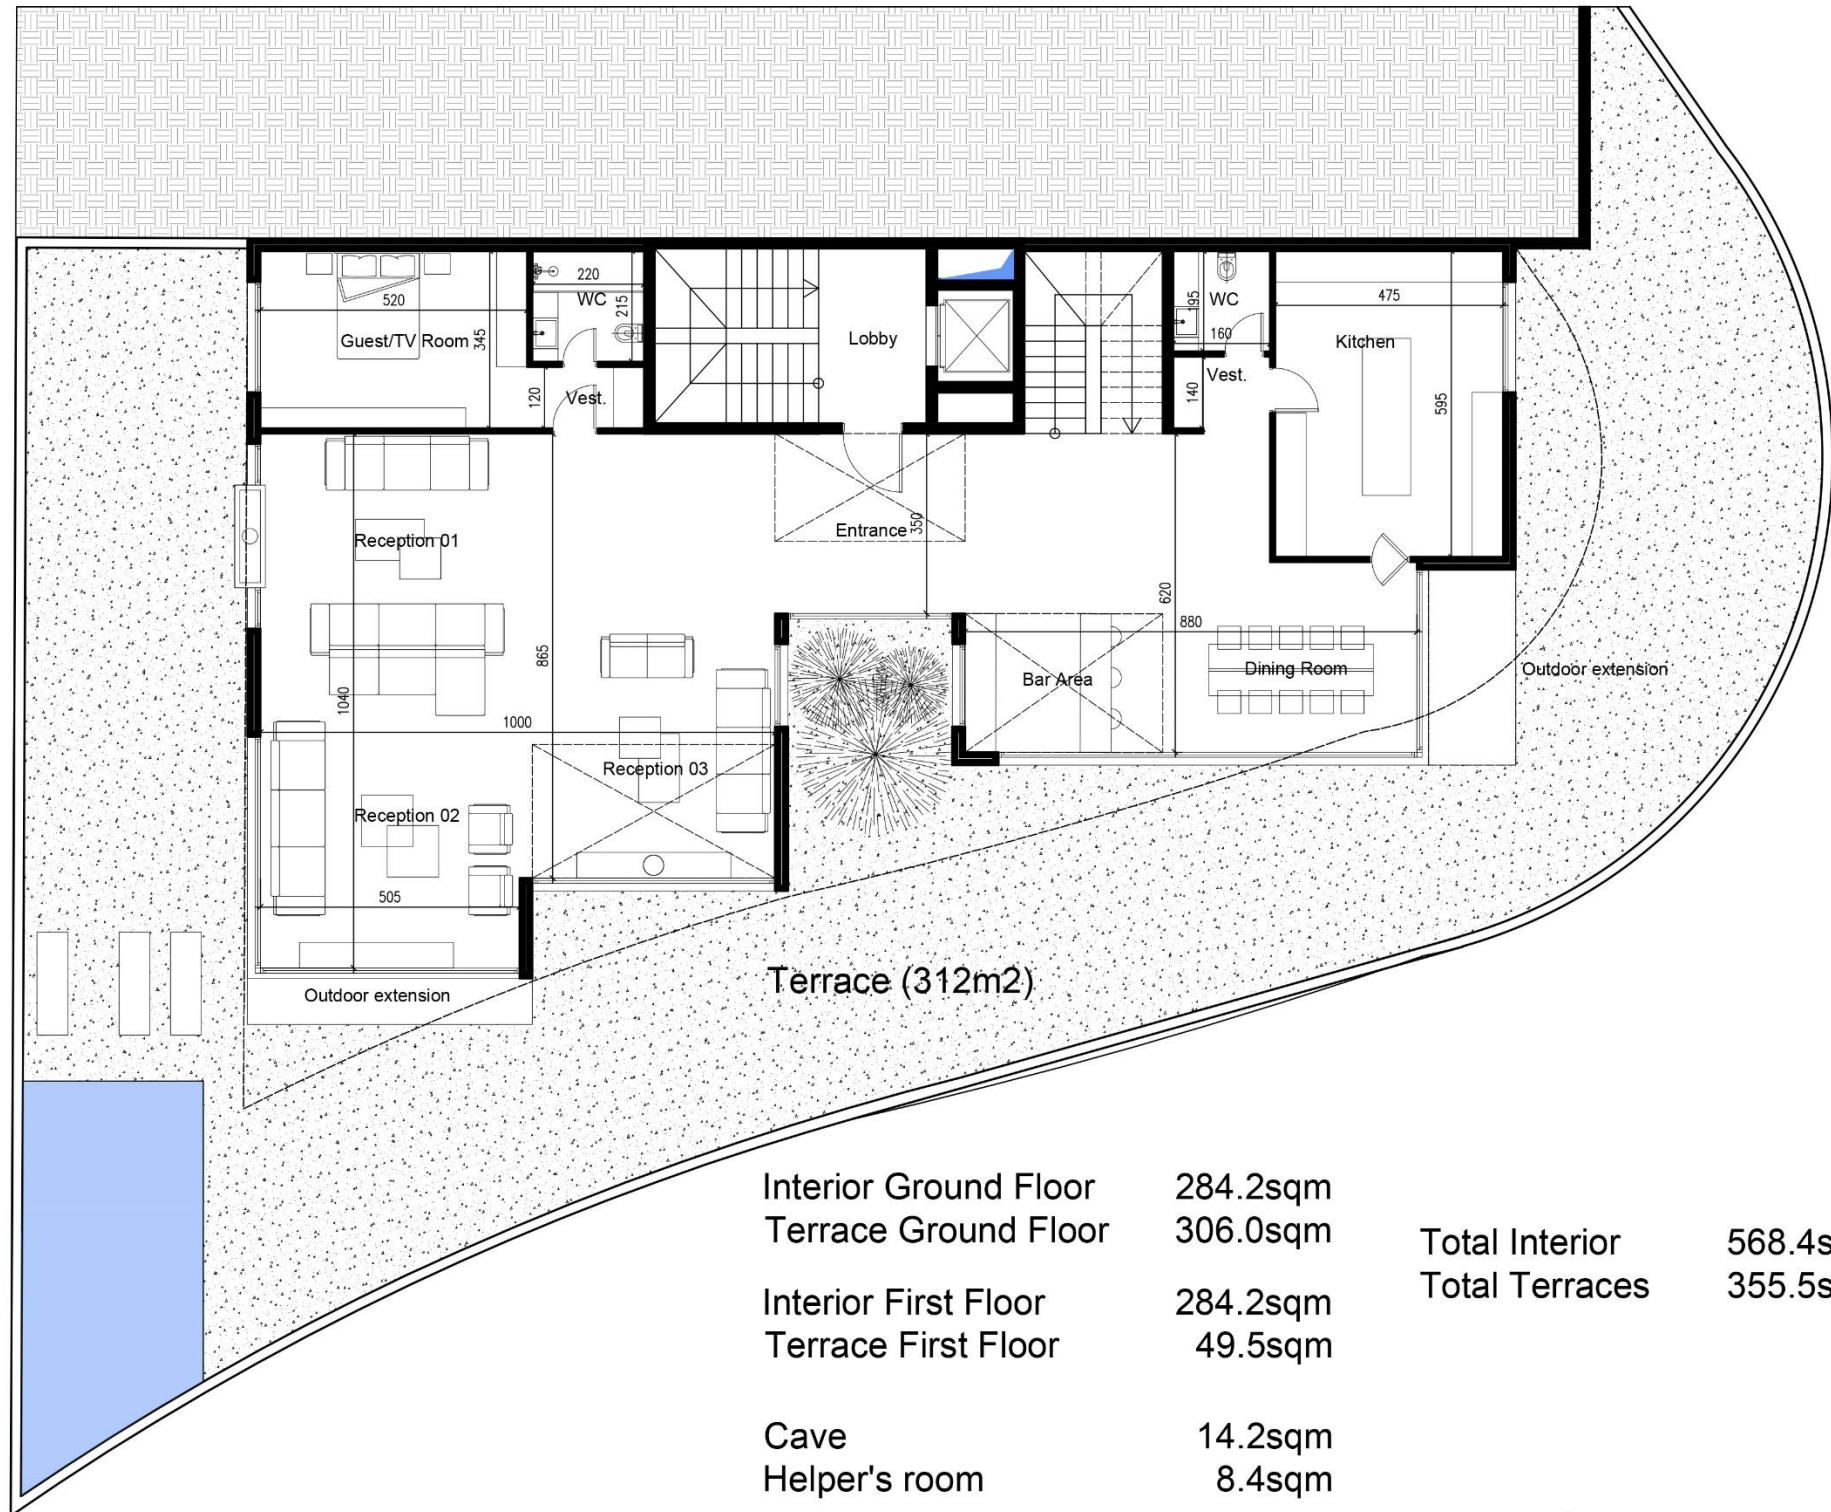 220
WC
215
520
Guest/TV Room
345
120
Vest.
Lobby
195
WC
160
Vest.
140
475
Kitchen
595
Reception 01
Entrance
350
620
865
1040
1000
880
Bar Area
Dining Room
Outdoor extension
Reception 03
Reception 02
505
Outdoor extension
Terrace (312m2)
Interior Ground Floor 284.2sqm
Terrace Ground Floor 306.0sqm
Total Interior 568.4s
Total Terraces 355.5s
Interior First Floor 284.2sqm
Terrace First Floor 49.5sqm
Cave 14.2sqm
Helper's room 8.4sqm